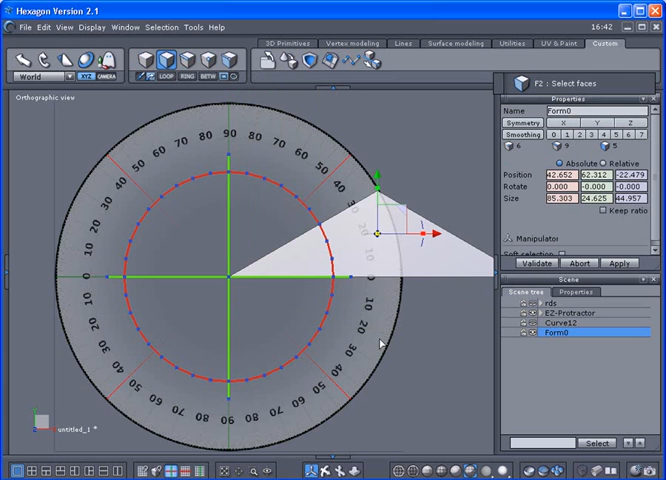 Hexagon Version 2.1
File Edit View Display Window Selection Tools Help
16:42
World
XYZ
CAMERA
LOOP
RING
BETW
3D Primitives
Vertex modeling
Lines
Surface modeling
Utilities
UV & Paint
Custom
F2 : Select faces
Orthographic view
Properties
Name Form0
Symmetry X Y Z
Smoothing 0 1 2 3 4 5 6 7
6 9 5
Absolute Relative
Position 42.652 62.312 -22.479
Rotate 0.000 -0.000 -0.000
Size 85.303 24.625 44.957
Keep ratio
Manipulator
Soft selection
Validate Abort Apply
Scene
Scene tree Properties
rds
EZ-Protractor
Curve12
Form0
Select
0 10 20 30 40 50 60 70 80 90 80 70 60 50 40 30 20
0 10 20 30 40 50 60 70 80 90 80 70 60 50 40 30 20 10
untitled_1 *